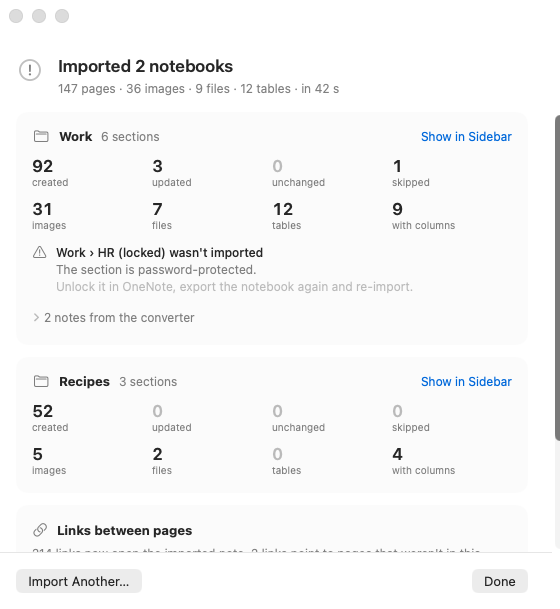 Imported 2 notebooks
147 pages · 36 images · 9 files · 12 tables · in 42 s
Work 6 sections Show in Sidebar
92 3 0 1
created updated unchanged skipped
31 7 12 9
images files tables with columns
Work › HR (locked) wasn't imported
The section is password-protected.
Unlock it in OneNote, export the notebook again and re-import.
2 notes from the converter
Recipes 3 sections Show in Sidebar
52 0 0 0
created updated unchanged skipped
5 2 0 4
images files tables with columns
Links between pages
Import Another... Done